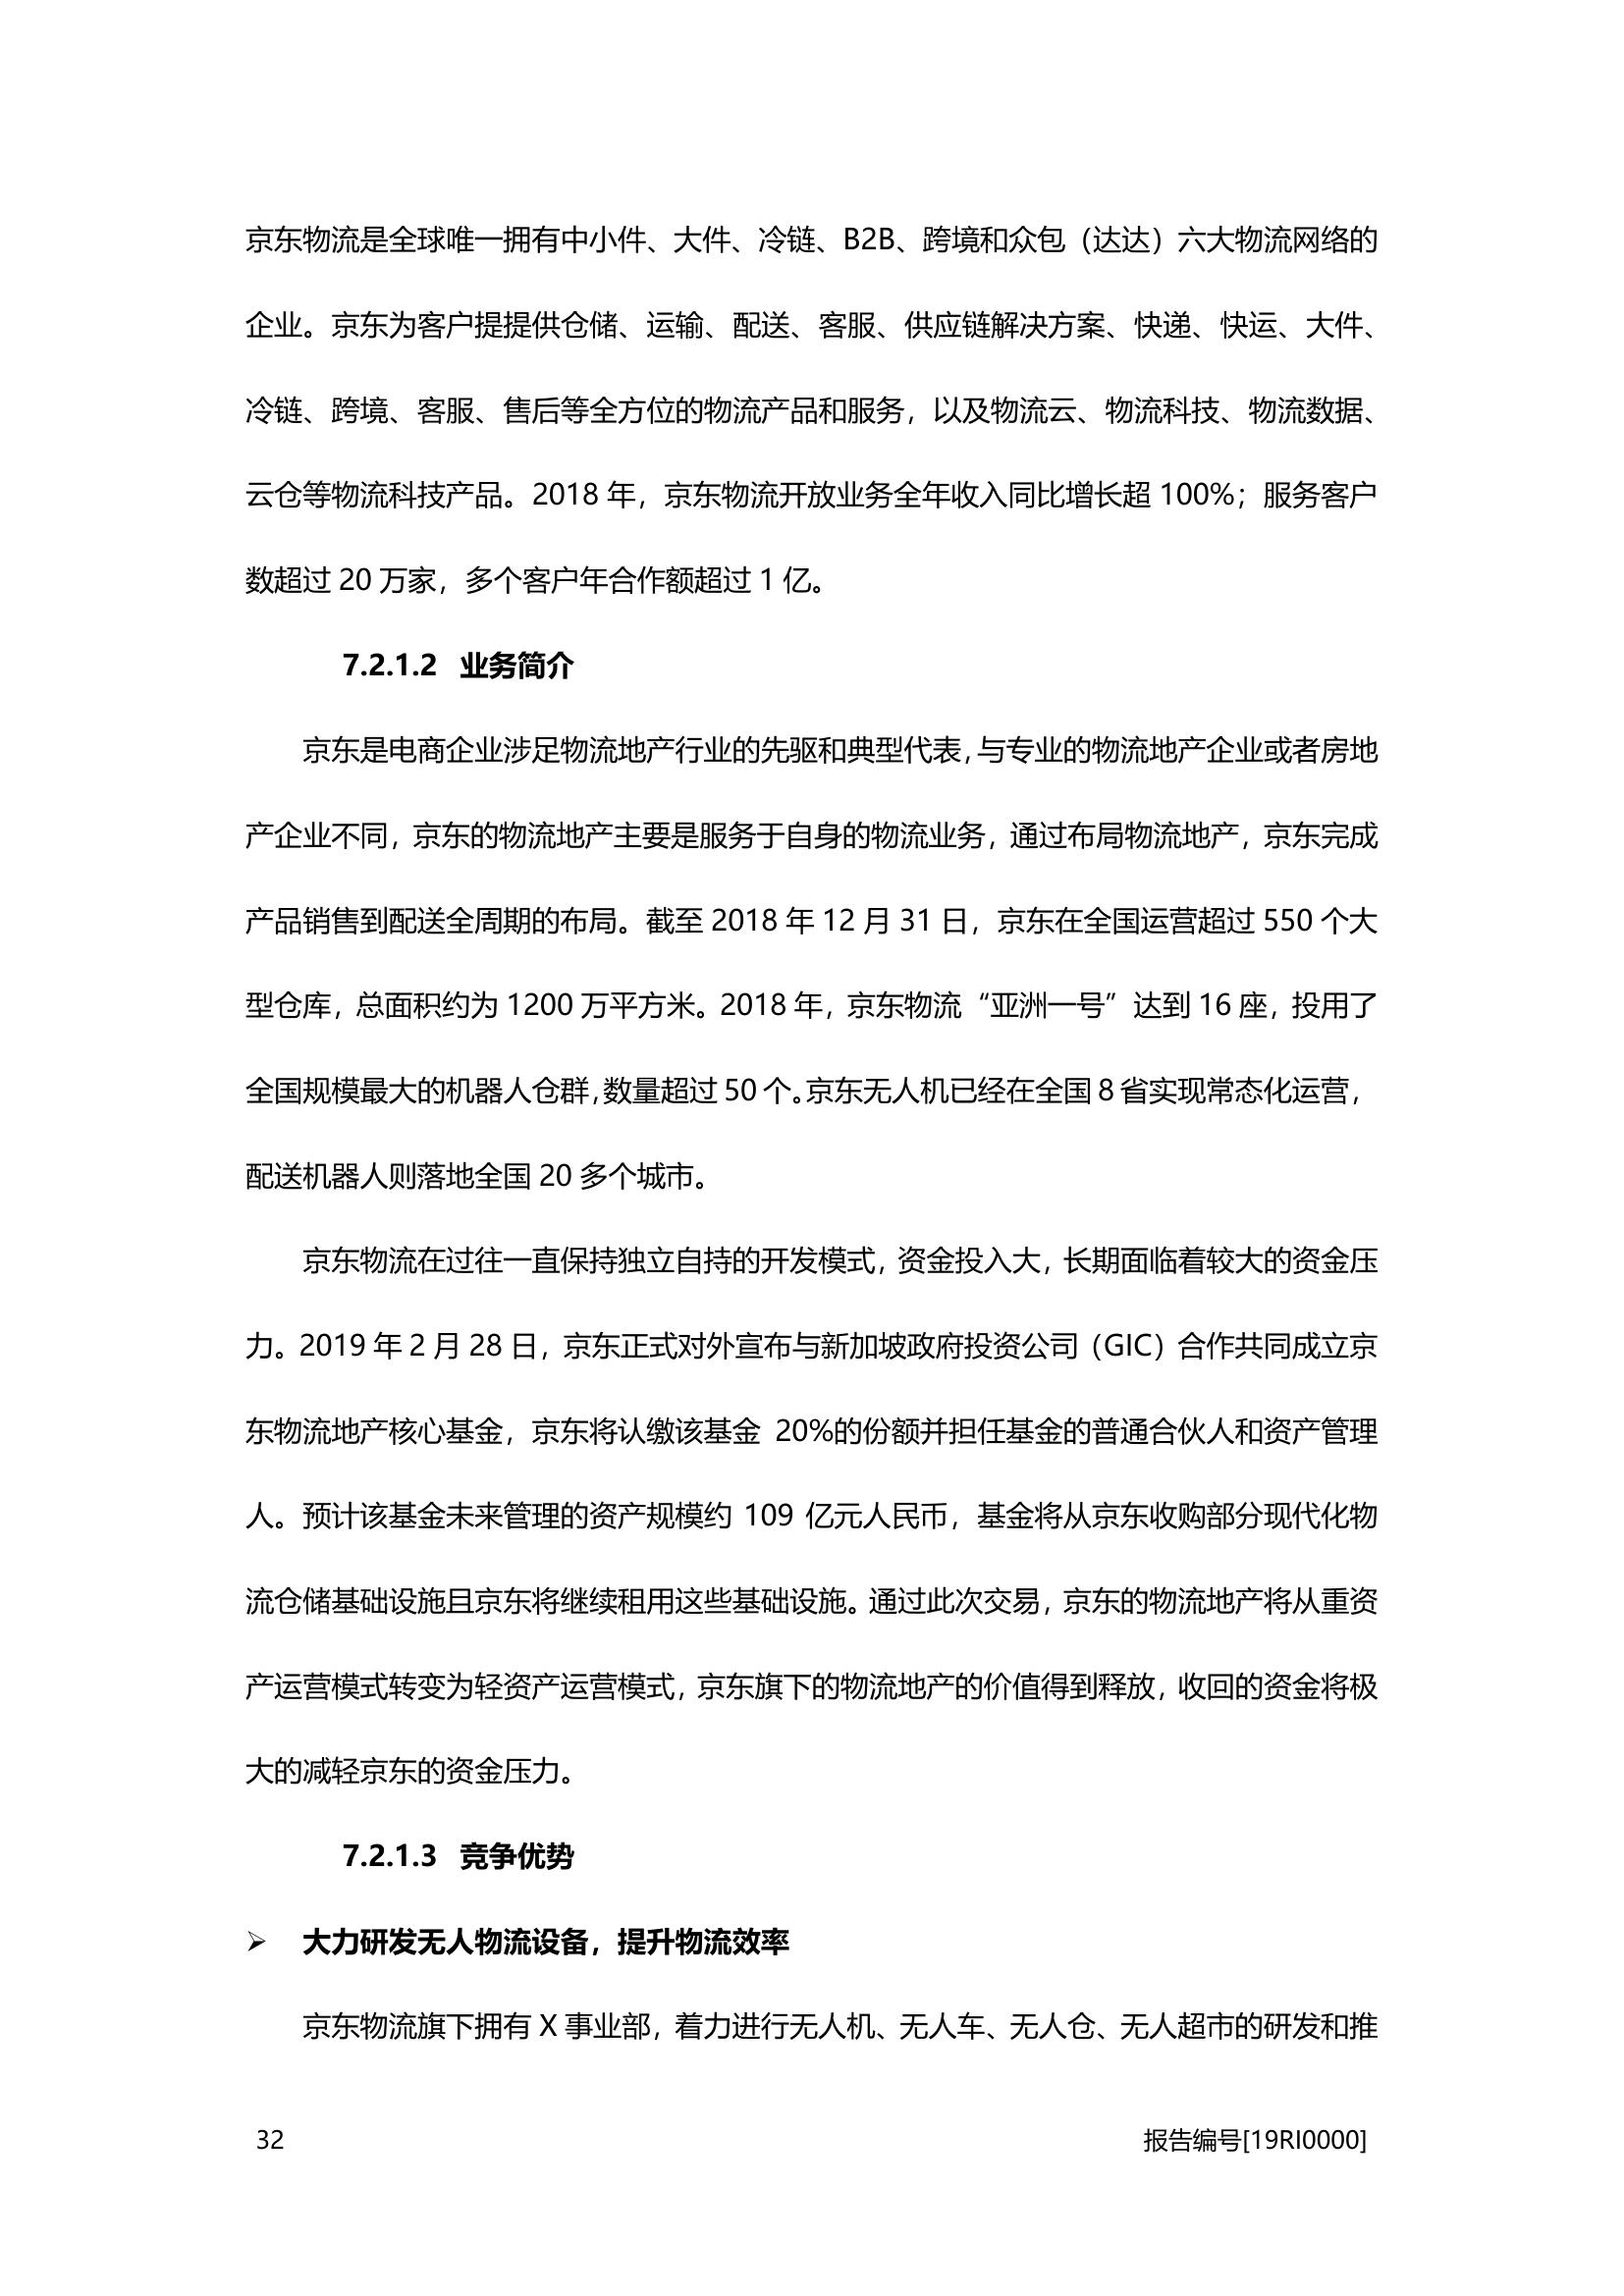 京东物流是全球唯一拥有中小件、大件、冷链、B2B、跨境和众包（达达）六大物流网络的
企业。京东为客户提提供仓储、运输、配送、客服、供应链解决方案、快递、快运、大件、
冷链、跨境、客服、售后等全方位的物流产品和服务，以及物流云、物流科技、物流数据、
云仓等物流科技产品。2018 年，京东物流开放业务全年收入同比增长超 100%；服务客户
数超过 20 万家，多个客户年合作额超过 1 亿。
7.2.1.2 业务简介
京东是电商企业涉足物流地产行业的先驱和典型代表，与专业的物流地产企业或者房地
产企业不同，京东的物流地产主要是服务于自身的物流业务，通过布局物流地产，京东完成
产品销售到配送全周期的布局。截至 2018 年 12 月 31 日，京东在全国运营超过 550 个大
型仓库，总面积约为 1200 万平方米。2018 年，京东物流“亚洲一号”达到 16 座，投用了
全国规模最大的机器人仓群，数量超过 50 个。京东无人机已经在全国 8 省实现常态化运营，
配送机器人则落地全国 20 多个城市。
京东物流在过往一直保持独立自持的开发模式，资金投入大，长期面临着较大的资金压
力。2019 年 2 月 28 日，京东正式对外宣布与新加坡政府投资公司（GIC）合作共同成立京
东物流地产核心基金，京东将认缴该基金 20%的份额并担任基金的普通合伙人和资产管理
人。预计该基金未来管理的资产规模约 109 亿元人民币，基金将从京东收购部分现代化物
流仓储基础设施且京东将继续租用这些基础设施。通过此次交易，京东的物流地产将从重资
产运营模式转变为轻资产运营模式，京东旗下的物流地产的价值得到释放，收回的资金将极
大的减轻京东的资金压力。
7.2.1.3 竞争优势
➢ 大力研发无人物流设备，提升物流效率
京东物流旗下拥有 X 事业部，着力进行无人机、无人车、无人仓、无人超市的研发和推
32 报告编号[19RI0000]